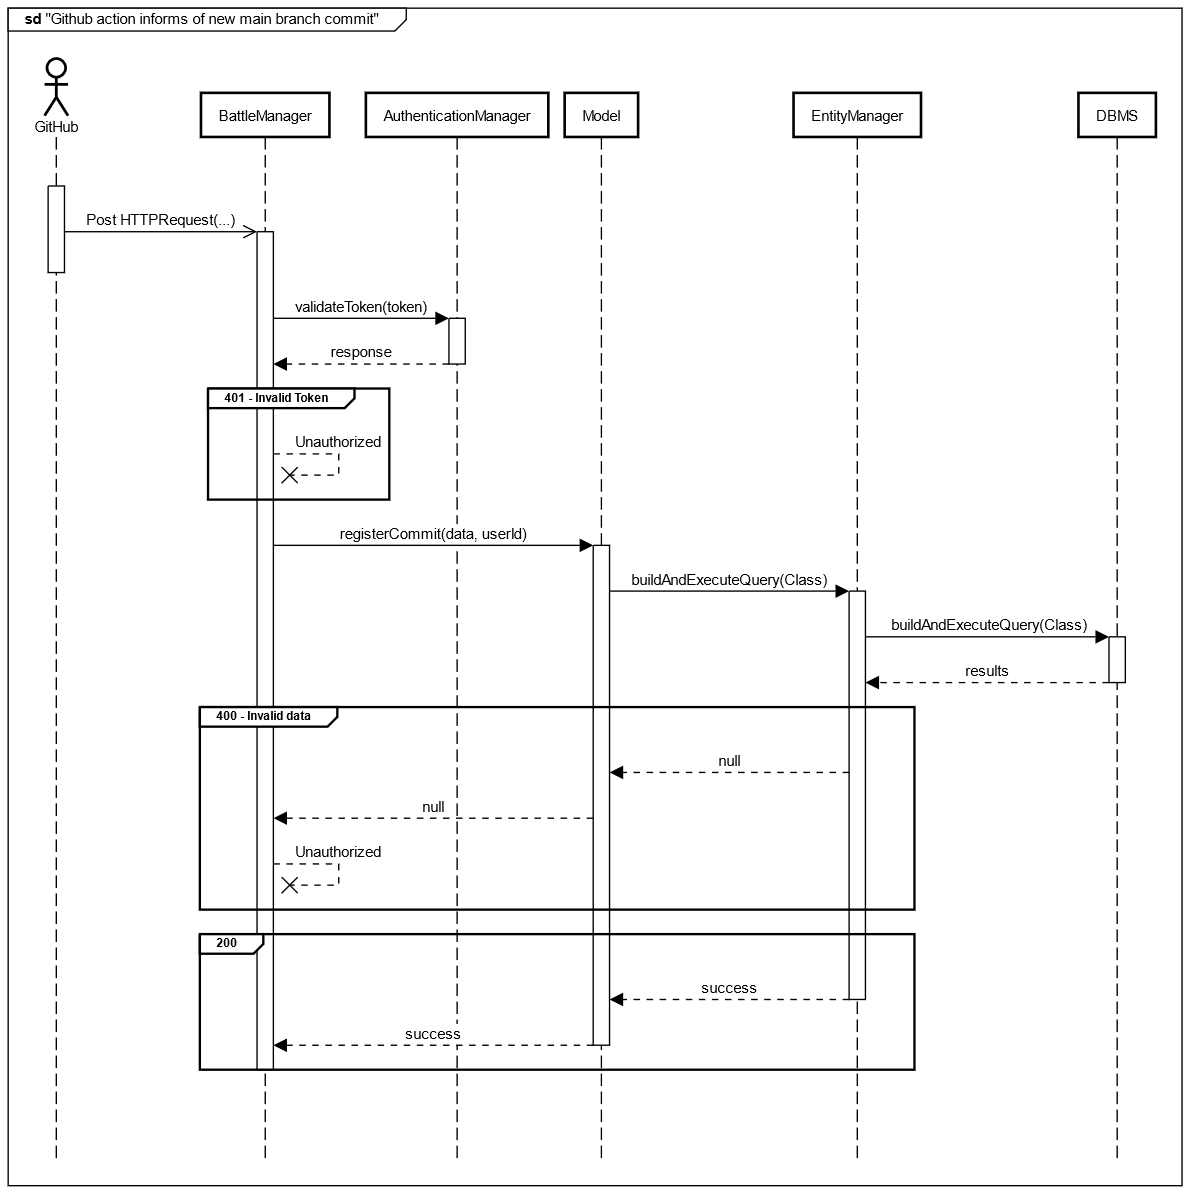 sd "Github action informs of new main branch commit"
GitHub
BattleManager
AuthenticationManager
Model
EntityManager
DBMS
Post HTTPRequest(...)
validateToken(token)
response
401 - Invalid Token
Unauthorized
registerCommit(data, userId)
buildAndExecuteQuery(Class)
buildAndExecuteQuery(Class)
results
400 - Invalid data
null
null
Unauthorized
200
success
success